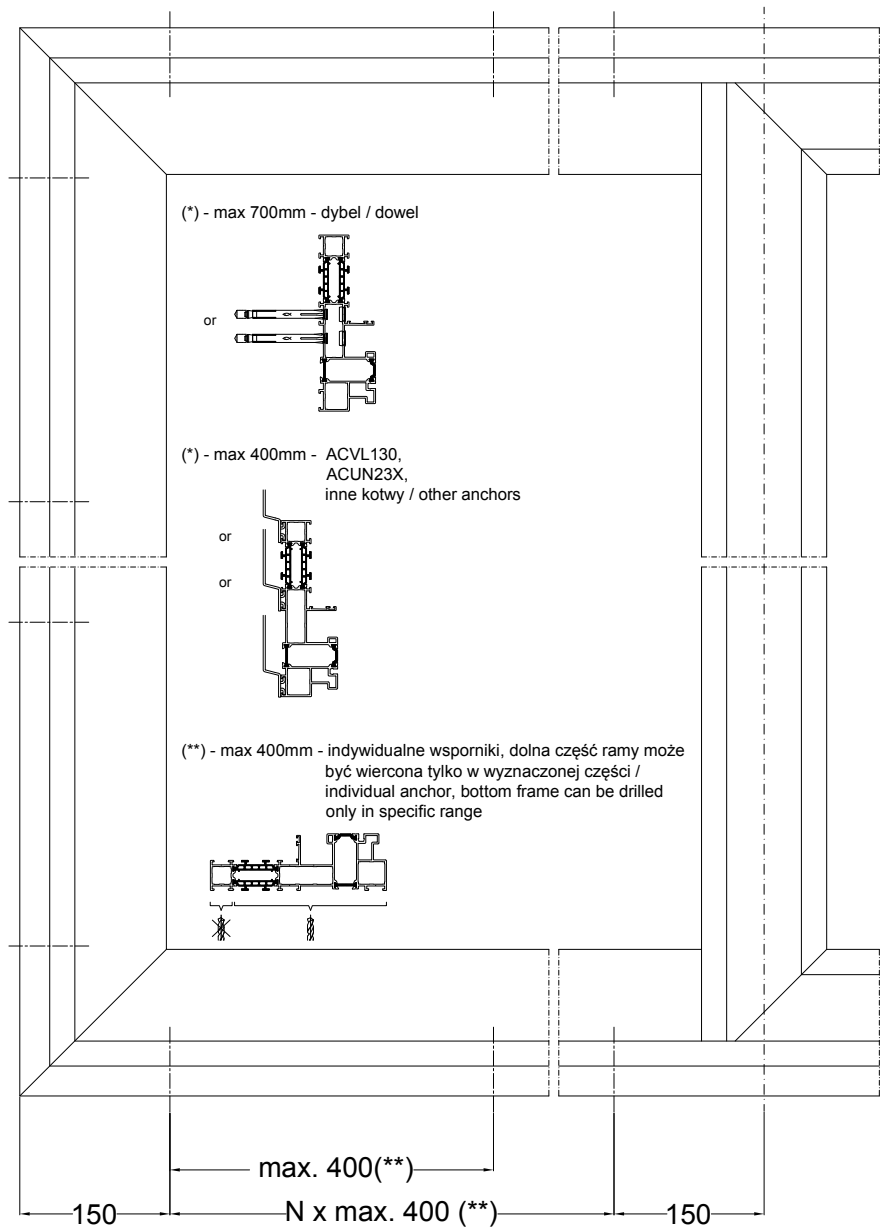 (*) - max 700mm - dybel / dowel
or
(*) - max 400mm - ACVL130,
ACUN23X,
inne kotwy / other anchors
or
or
(**) - max 400mm - indywidualne wsporniki, dolna część ramy może
być wiercona tylko w wyznaczonej części /
individual anchor, bottom frame can be drilled
only in specific range
max. 400(**)
150
N x max. 400 (**)
150